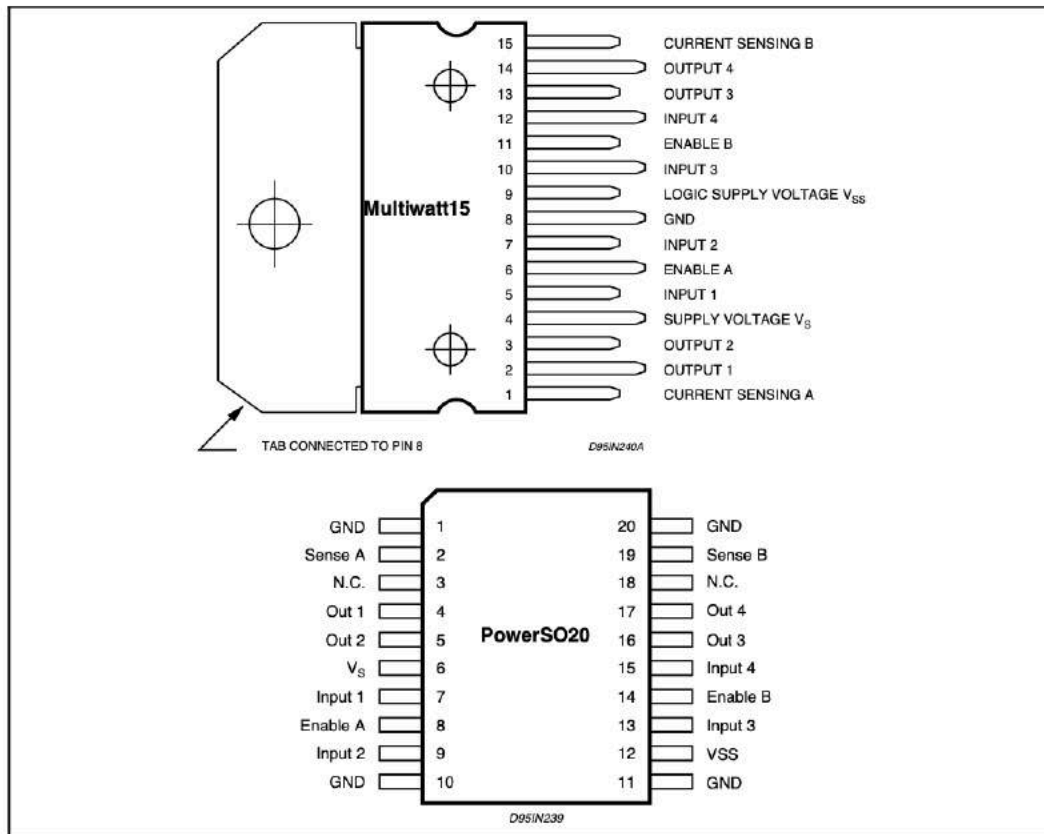 15 CURRENT SENSING B
14 OUTPUT 4
13 OUTPUT 3
12 INPUT 4
11 ENABLE B
10 INPUT 3
9 LOGIC SUPPLY VOLTAGE VSS
Multiwatt15
8 GND
7 INPUT 2
6 ENABLE A
5 INPUT 1
4 SUPPLY VOLTAGE VS
3 OUTPUT 2
2 OUTPUT 1
1 CURRENT SENSING A
TAB CONNECTED TO PIN 8
D95IN240A
GND 1 20 GND
Sense A 2 19 Sense B
N.C. 3 18 N.C.
Out 1 4 17 Out 4
Out 2 5 PowerSO20 16 Out 3
VS 6 15 Input 4
Input 1 7 14 Enable B
Enable A 8 13 Input 3
Input 2 9 12 VSS
GND 10 11 GND
D95IN239